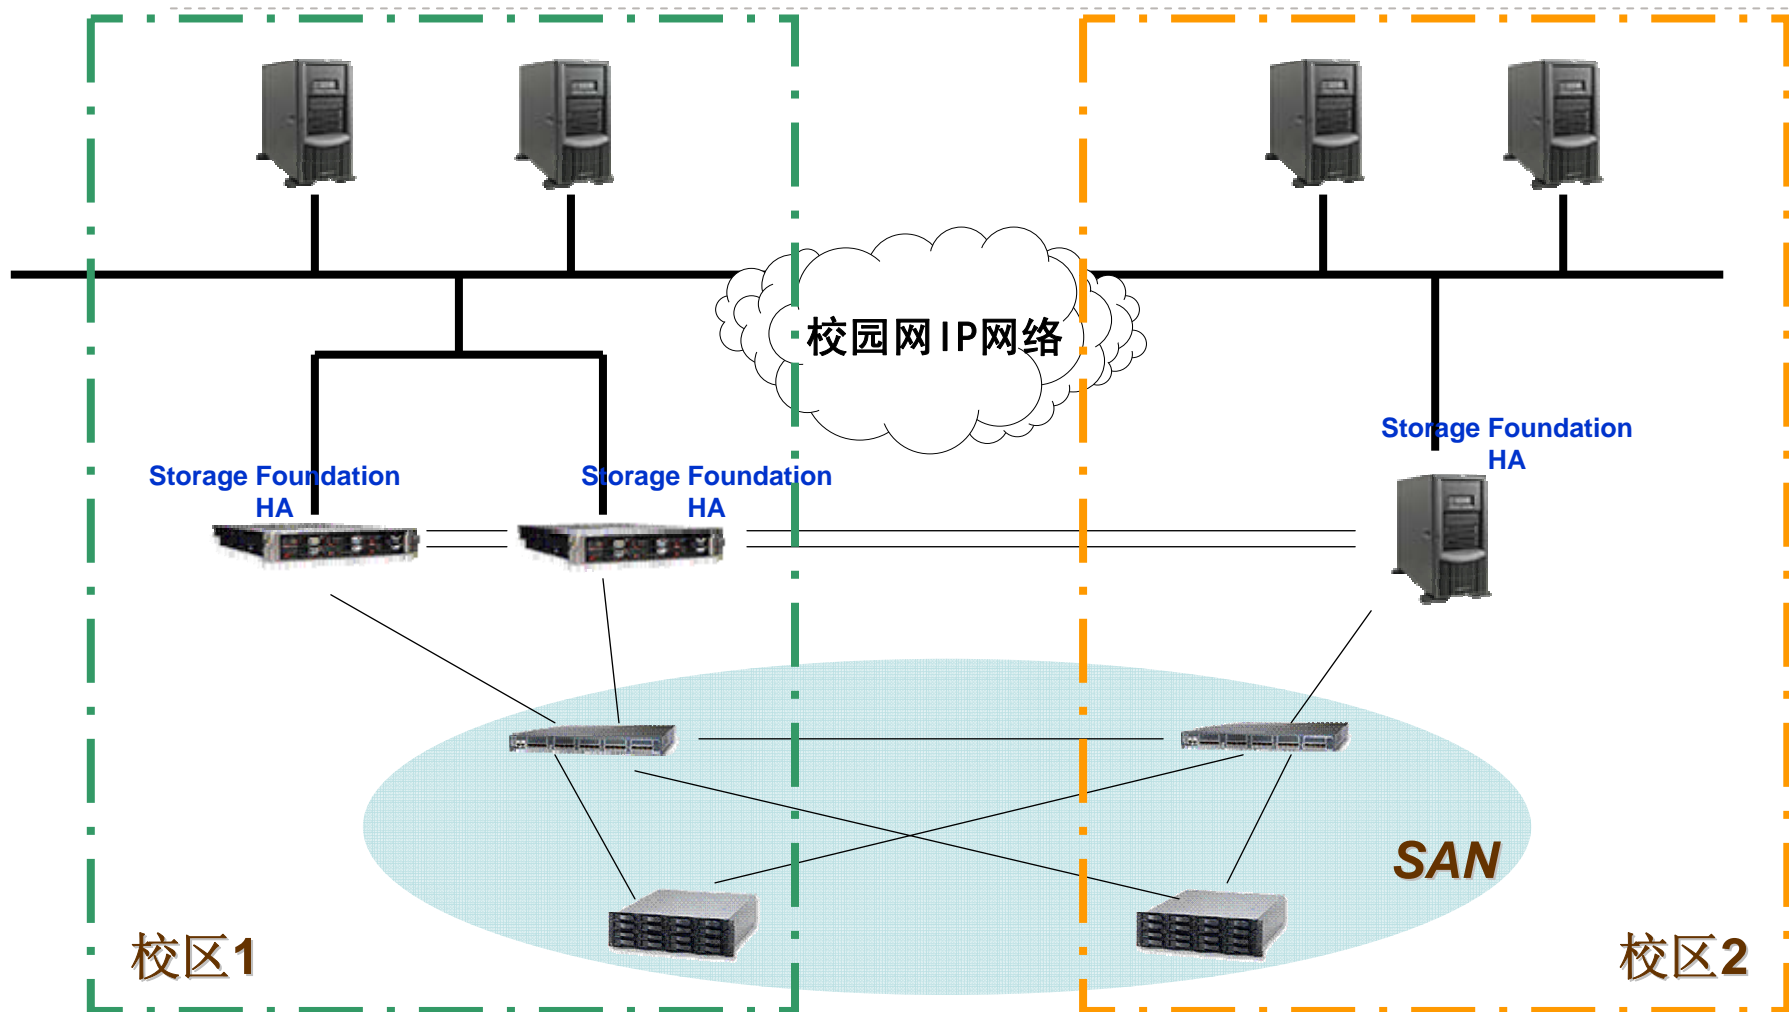 校园网IP网络
Storage Foundation
HA
Storage Foundation
HA
Storage Foundation
HA
SAN
校区1
校区2